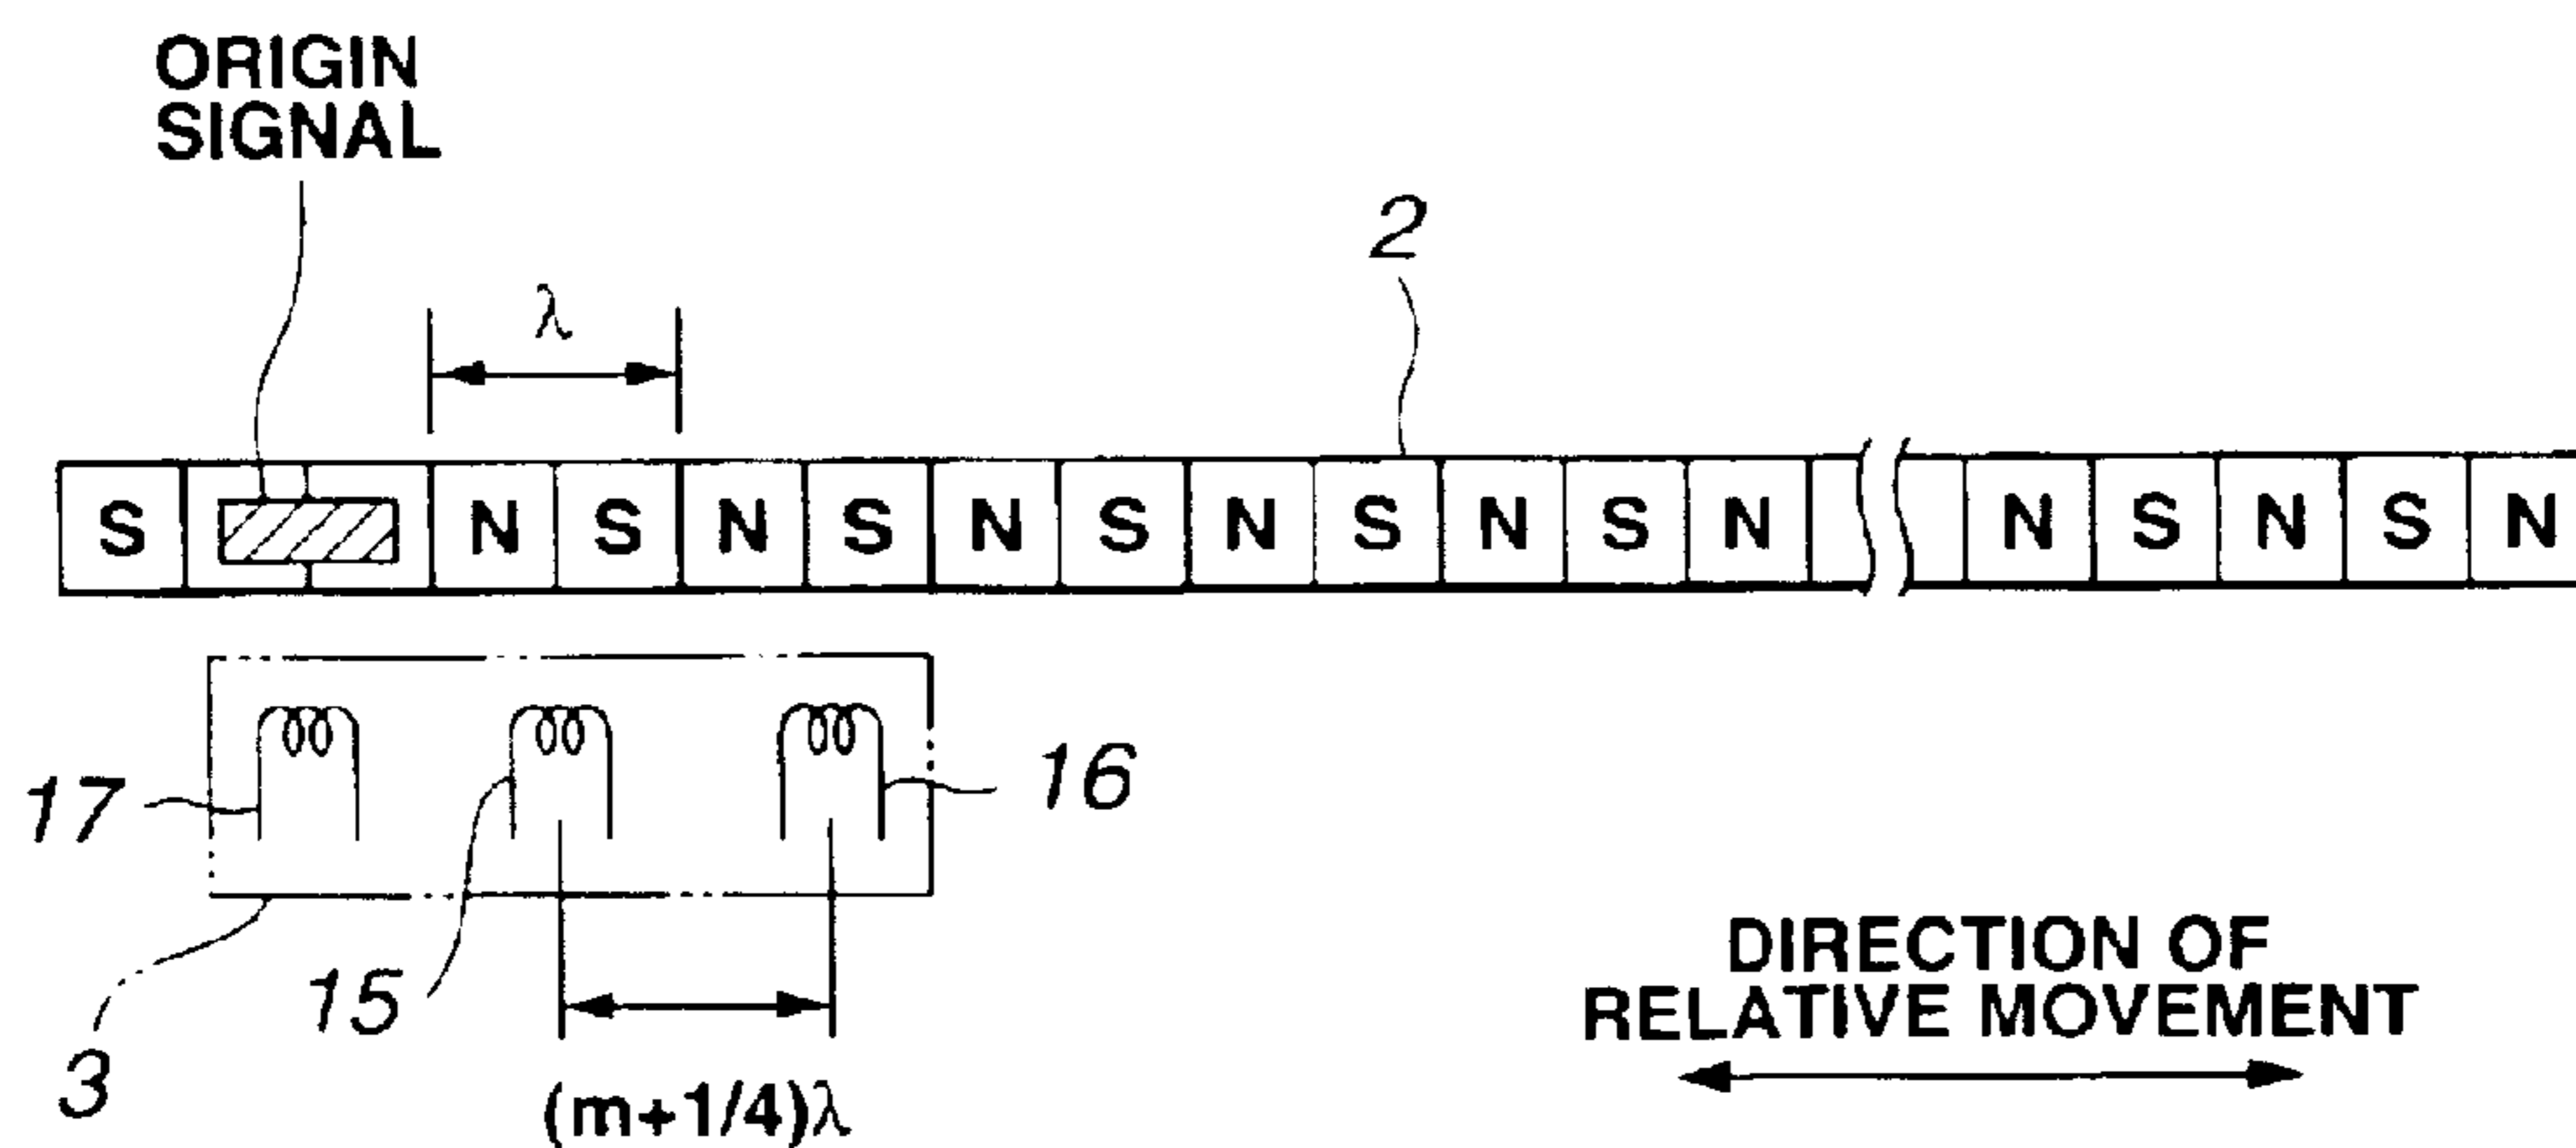 ORIGIN
SIGNAL
2
λ
S N S N S N S N S N S N N S N S N
17
15
16
3
(m+1/4)λ
DIRECTION OF
RELATIVE MOVEMENT